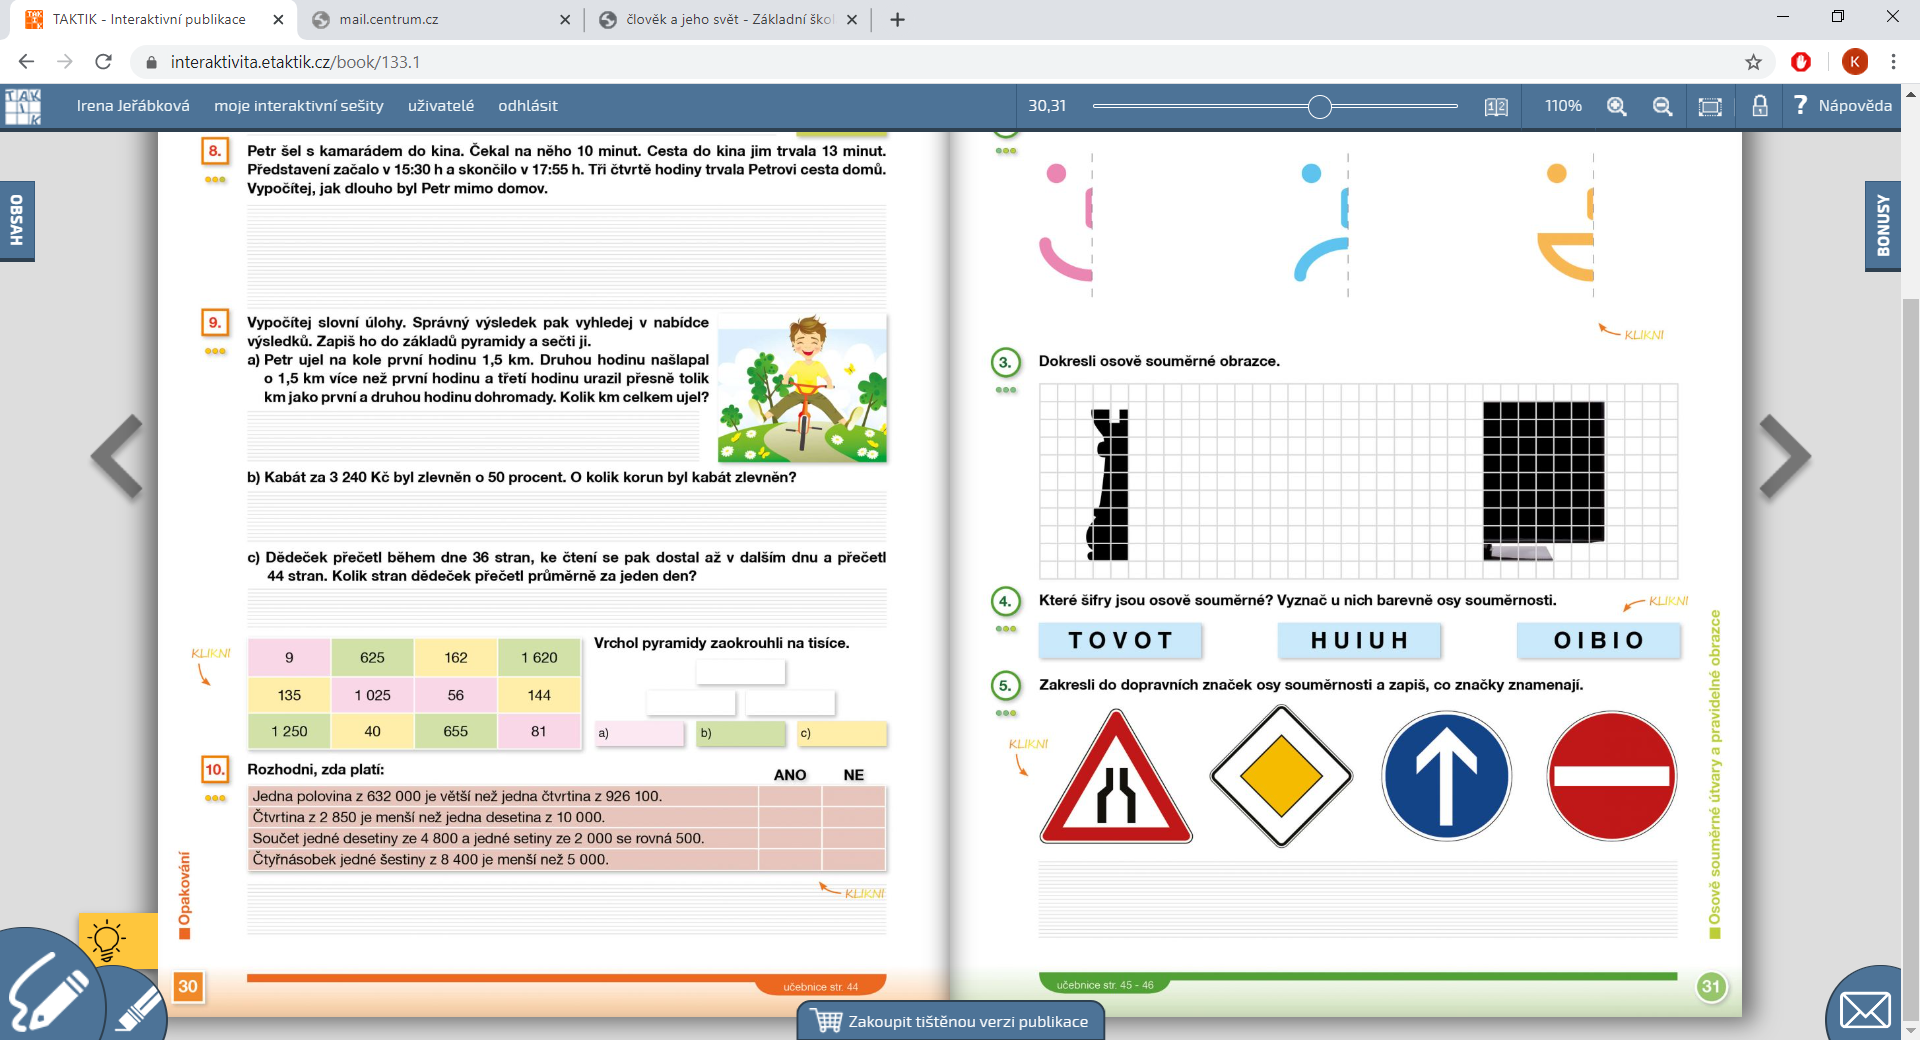 TAKTIK - Interaktivní publikace
mail.centrum.cz
člověk a jeho svět - Základní ško
interaktivita.etaktik.cz/book/133.1
K
TAK
I
K
Irena Jeřábková
moje interaktivní sešity
uživatelé
odhlásit
30,31
110%
? Nápověda
OBSAH
BONUSY
8.
Petr šel s kamarádem do kina. Čekal na něho 10 minut. Cesta do kina jim trvala 13 minut.
Představení začalo v 15:30 h a skončilo v 17:55 h. Tři čtvrtě hodiny trvala Petrovi cesta domů.
Vypočítej, jak dlouho byl Petr mimo domov.
9.
Vypočítej slovní úlohy. Správný výsledek pak vyhledej v nabídce
výsledků. Zapiš ho do základů pyramidy a sečti ji.
a) Petr ujel na kole první hodinu 1,5 km. Druhou hodinu našlapal
o 1,5 km více než první hodinu a třetí hodinu urazil přesně tolik
km jako první a druhou hodinu dohromady. Kolik km celkem ujel?
b) Kabát za 3 240 Kč byl zlevněn o 50 procent. O kolik korun byl kabát zlevněn?
c) Dědeček přečetl během dne 36 stran, ke čtení se pak dostal až v dalším dnu a přečetl
44 stran. Kolik stran dědeček přečetl průměrně za jeden den?
KLIKNI
9 625 162 1 620
135 1 025 56 144
1 250 40 655 81
Vrchol pyramidy zaokrouhli na tisíce.
a) b) c)
10.
Rozhodni, zda platí:
ANO NE
Jedna polovina z 632 000 je větší než jedna čtvrtina z 926 100.
Čtvrtina z 2 850 je menší než jedna desetina z 10 000.
Součet jedné desetiny ze 4 800 a jedné setiny ze 2 000 se rovná 500.
Čtyřnásobek jedné šestiny z 8 400 je menší než 5 000.
KLIKNI
Opakování
30
učebnice str. 44
KLIKNI
3.
Dokresli osově souměrné obrazce.
4.
Které šifry jsou osově souměrné? Vyznač u nich barevně osy souměrnosti.
KLIKNI
TOVOT
HUIUH
OIBIO
5.
Zakresli do dopravních značek osy souměrnosti a zapiš, co značky znamenají.
KLIKNI
Osově souměrné útvary a pravidelné obrazce
učebnice str. 45 - 46
31
Zakoupit tištěnou verzi publikace